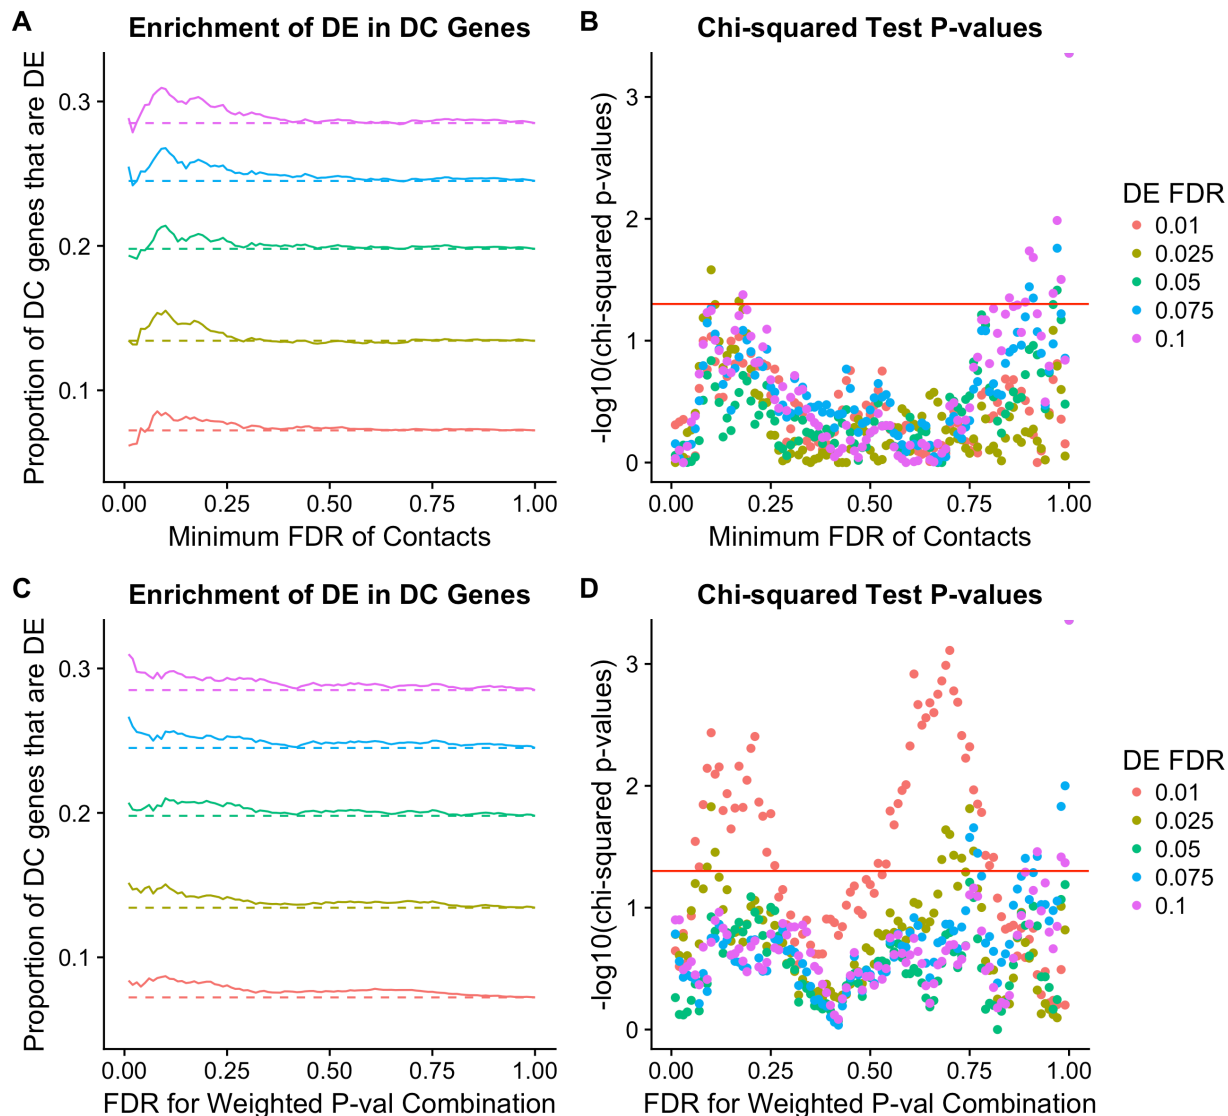 A
Enrichment of DE in DC Genes
Proportion of DC genes that are DE
0.3
0.2
0.1
0.00 0.25 0.50 0.75 1.00
Minimum FDR of Contacts
B
Chi-squared Test P-values
-log10(chi-squared p-values)
3
2
1
0
0.00 0.25 0.50 0.75 1.00
Minimum FDR of Contacts
DE FDR
0.01
0.025
0.05
0.075
0.1
C
Enrichment of DE in DC Genes
Proportion of DC genes that are DE
0.3
0.2
0.1
0.00 0.25 0.50 0.75 1.00
FDR for Weighted P-val Combination
D
Chi-squared Test P-values
-log10(chi-squared p-values)
3
2
1
0
0.00 0.25 0.50 0.75 1.00
FDR for Weighted P-val Combination
DE FDR
0.01
0.025
0.05
0.075
0.1